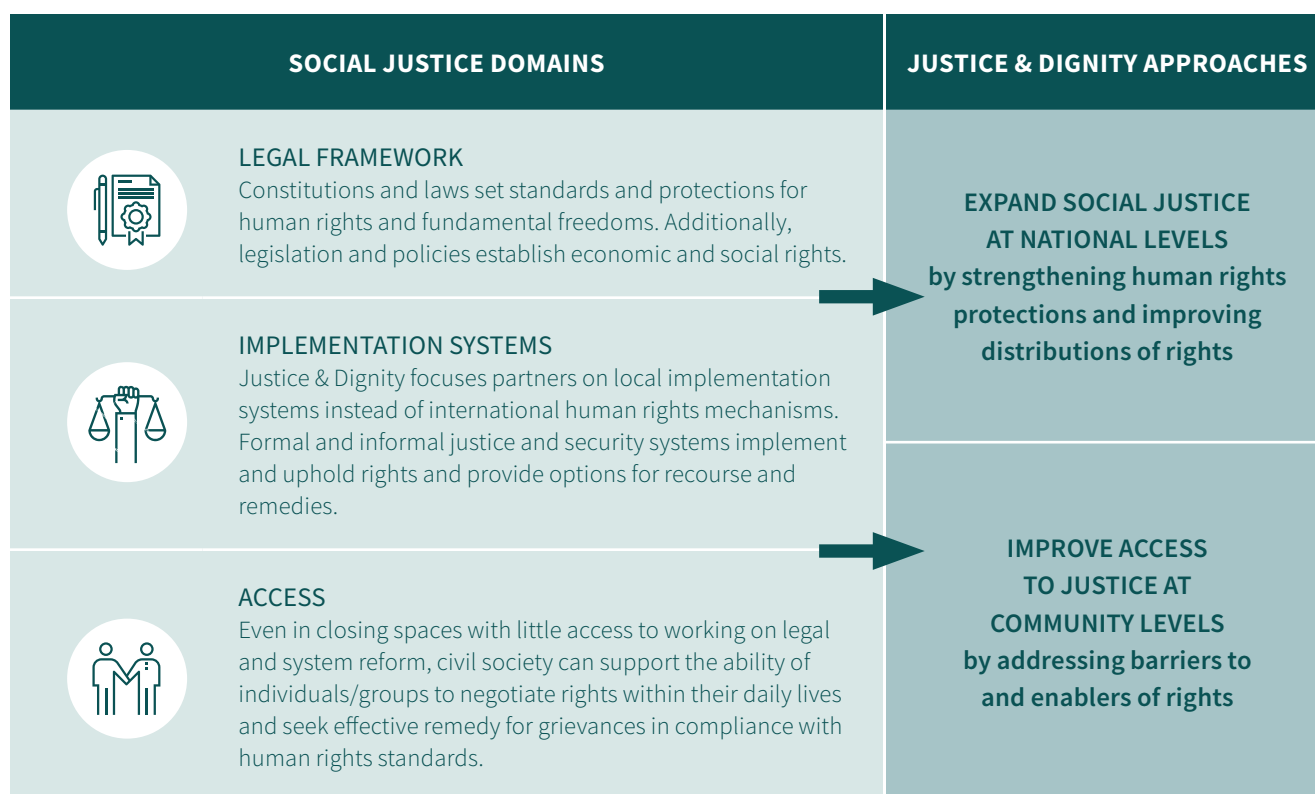 SOCIAL JUSTICE DOMAINS
JUSTICE & DIGNITY APPROACHES
LEGAL FRAMEWORK
Constitutions and laws set standards and protections for
human rights and fundamental freedoms. Additionally,
legislation and policies establish economic and social rights.
IMPLEMENTATION SYSTEMS
Justice & Dignity focuses partners on local implementation
systems instead of international human rights mechanisms.
Formal and informal justice and security systems implement
and uphold rights and provide options for recourse and
remedies.
ACCESS
Even in closing spaces with little access to working on legal
and system reform, civil society can support the ability of
individuals/groups to negotiate rights within their daily lives
and seek effective remedy for grievances in compliance with
human rights standards.
EXPAND SOCIAL JUSTICE
AT NATIONAL LEVELS
by strengthening human rights
protections and improving
distributions of rights
IMPROVE ACCESS
TO JUSTICE AT
COMMUNITY LEVELS
by addressing barriers to
and enablers of rights